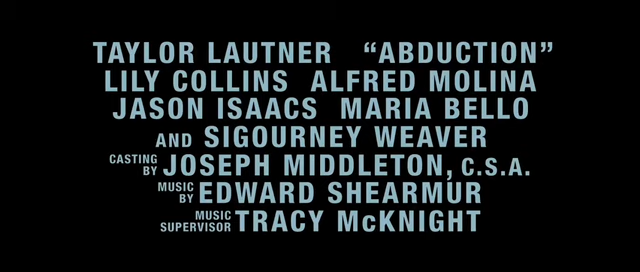 TAYLOR LAUTNER “ABDUCTION”
LILY COLLINS ALFRED MOLINA
JASON ISAACS MARIA BELLO
AND SIGOURNEY WEAVER
CASTING BY JOSEPH MIDDLETON, C.S.A.
MUSIC BY EDWARD SHEARMUR
MUSIC SUPERVISOR TRACY McKNIGHT